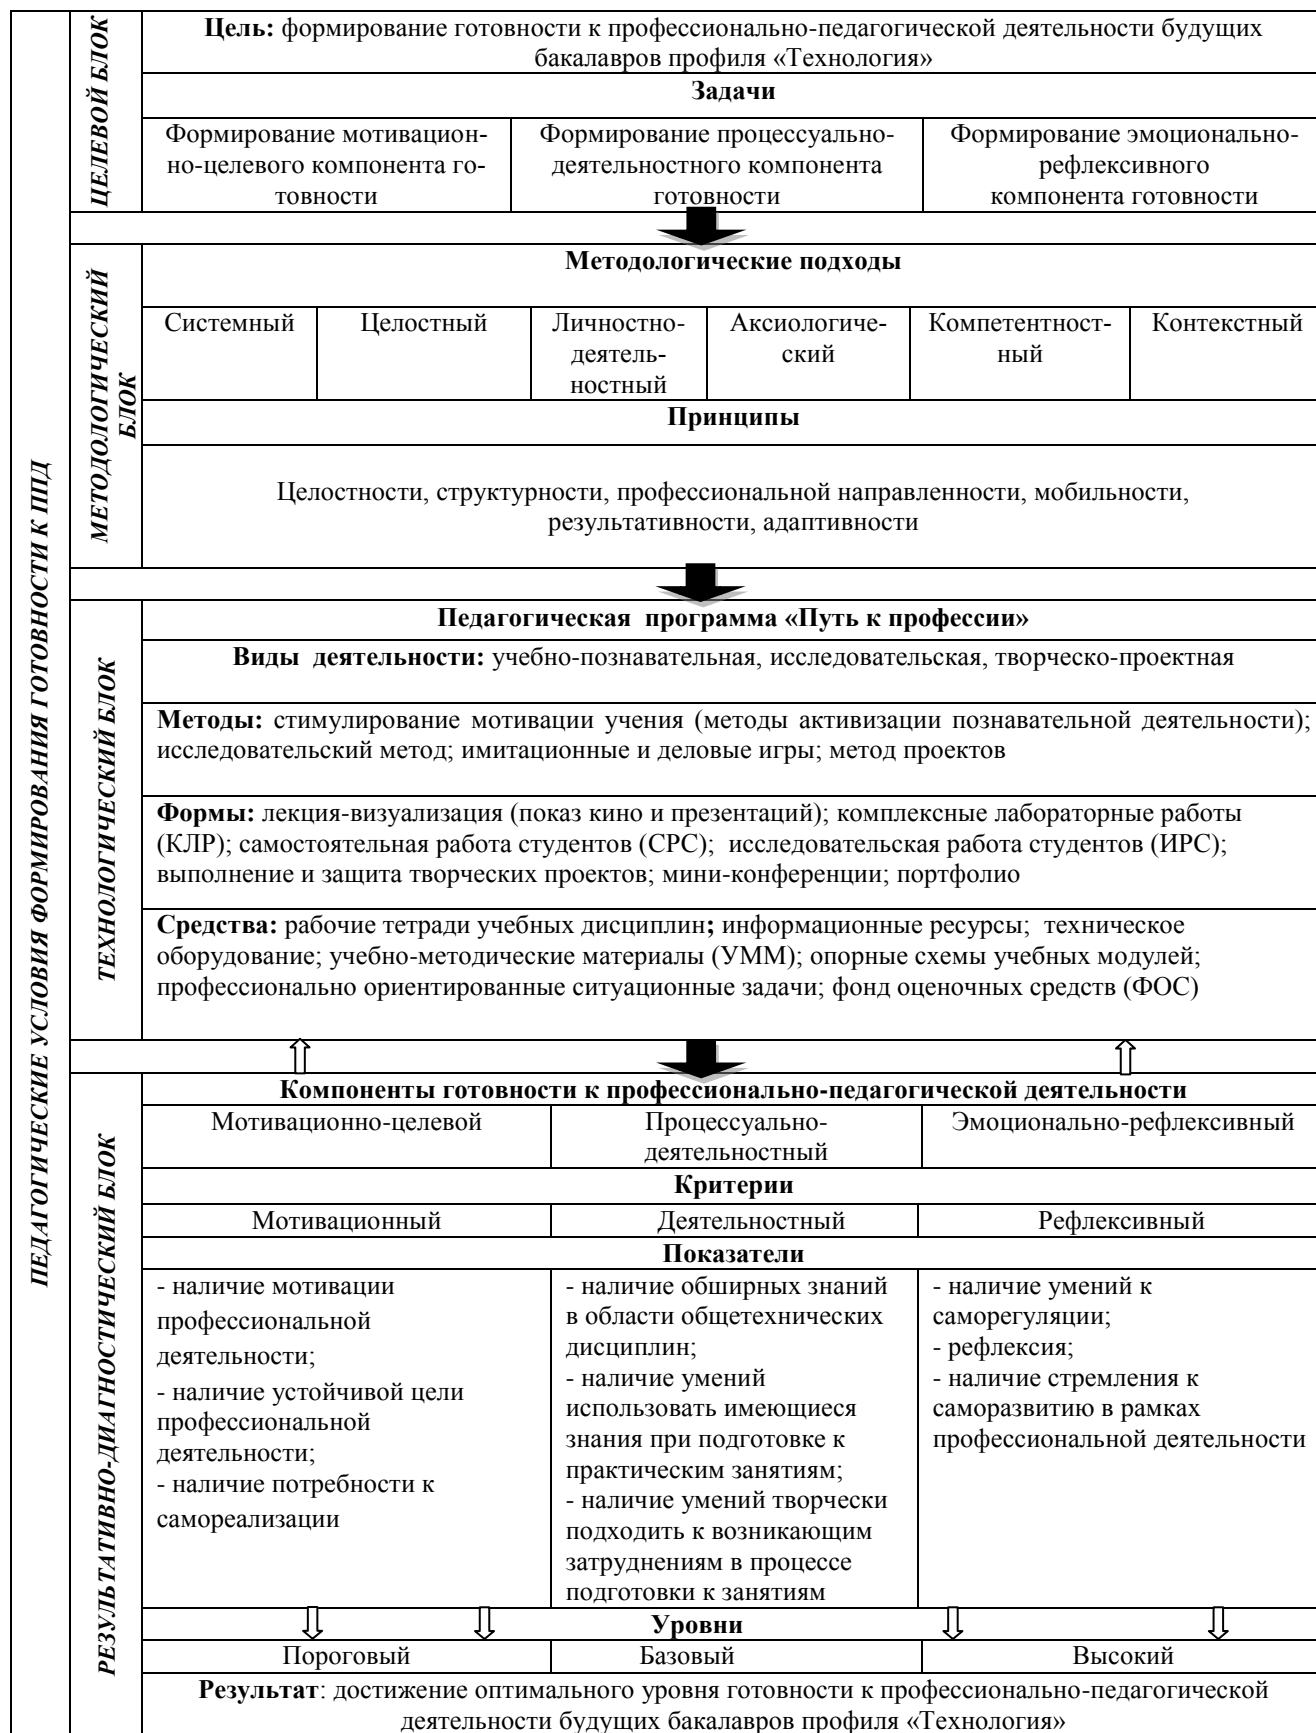 ПЕДАГОГИЧЕСКИЕ УСЛОВИЯ ФОРМИРОВАНИЯ ГОТОВНОСТИ К ППД
ЦЕЛЕВОЙ БЛОК
Цель: формирование готовности к профессионально-педагогической деятельности будущих
бакалавров профиля «Технология»
Задачи
Формирование мотивацион-
но-целевого компонента го-
товности
Формирование процессуально-
деятельностного компонента
готовности
Формирование эмоционально-
рефлексивного
компонента готовности
МЕТОДОЛОГИЧЕСКИЙ
БЛОК
Методологические подходы
Системный
Целостный
Личностно-
деятель-
ностный
Аксиологиче-
ский
Компетентност-
ный
Контекстный
Принципы
Целостности, структурности, профессиональной направленности, мобильности,
результативности, адаптивности
ТЕХНОЛОГИЧЕСКИЙ БЛОК
Педагогическая программа «Путь к профессии»
Виды деятельности: учебно-познавательная, исследовательская, творческо-проектная
Методы: стимулирование мотивации учения (методы активизации познавательной деятельности);
исследовательский метод; имитационные и деловые игры; метод проектов
Формы: лекция-визуализация (показ кино и презентаций); комплексные лабораторные работы
(КЛР); самостоятельная работа студентов (СРС); исследовательская работа студентов (ИРС);
выполнение и защита творческих проектов; мини-конференции; портфолио
Средства: рабочие тетради учебных дисциплин; информационные ресурсы; техническое
оборудование; учебно-методические материалы (УММ); опорные схемы учебных модулей;
профессионально ориентированные ситуационные задачи; фонд оценочных средств (ФОС)
РЕЗУЛЬТАТИВНО-ДИАГНОСТИЧЕСКИЙ БЛОК
Компоненты готовности к профессионально-педагогической деятельности
Мотивационно-целевой
Процессуально-
деятельностный
Эмоционально-рефлексивный
Критерии
Мотивационный
Деятельностный
Рефлексивный
Показатели
- наличие мотивации
профессиональной
деятельности;
- наличие устойчивой цели
профессиональной
деятельности;
- наличие потребности к
самореализации
- наличие обширных знаний
в области общетехнических
дисциплин;
- наличие умений
использовать имеющиеся
знания при подготовке к
практическим занятиям;
- наличие умений творчески
подходить к возникающим
затруднениям в процессе
подготовки к занятиям
- наличие умений к
саморегуляции;
- рефлексия;
- наличие стремления к
саморазвитию в рамках
профессиональной деятельности
Уровни
Пороговый
Базовый
Высокий
Результат: достижение оптимального уровня готовности к профессионально-педагогической
деятельности будущих бакалавров профиля «Технология»